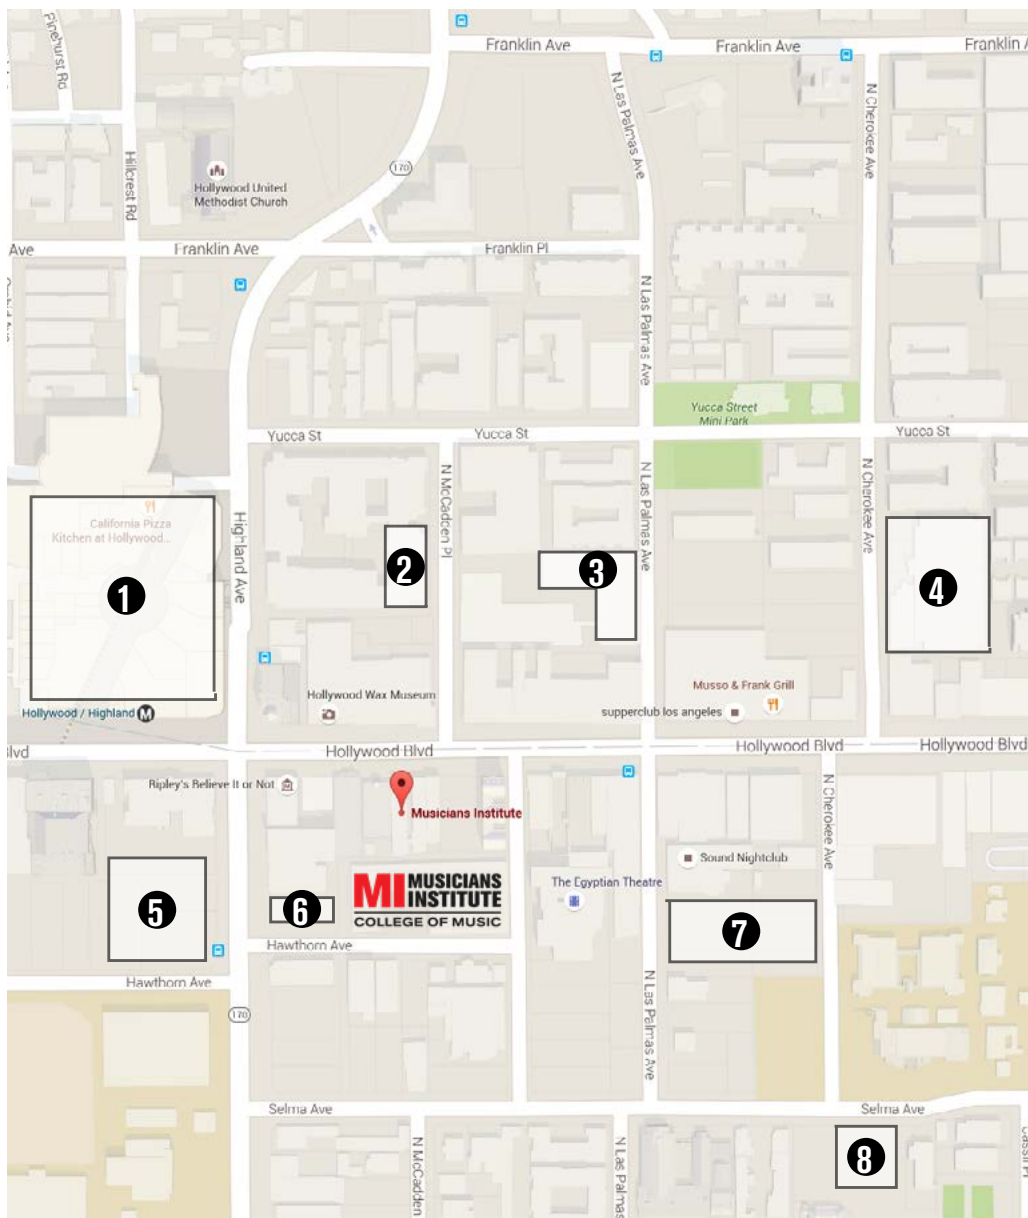 Pinehurst Rd
Franklin Ave
Franklin Ave
Franklin
N Las Palmas Ave
N Cherokee Ave
Hillcrest Rd
170
Hollywood United
Methodist Church
Ave
Franklin Ave
Franklin Pl
N Las Palmas Ave
Yucca Street
Mini Park
Yucca St
Yucca St
Yucca St
N McCadden Pl
N Las Palmas Ave
N Cherokee Ave
California Pizza
Kitchen at Hollywood...
Highland Ave
1
2
3
4
Hollywood Wax Museum
Musso & Frank Grill
supperclub los angeles
Hollywood / Highland M
Blvd
Hollywood Blvd
Hollywood Blvd
Hollywood Blvd
Ripley's Believe It or Not
Musicians Institute
N Cherokee Ave
Sound Nightclub
The Egyptian Theatre
MI MUSICIANS
INSTITUTE
COLLEGE OF MUSIC
5
6
7
Hawthorn Ave
Hawthorn Ave
N Las Palmas Ave
170
Selma Ave
Selma Ave
N McCadden
N Las Palmas
8